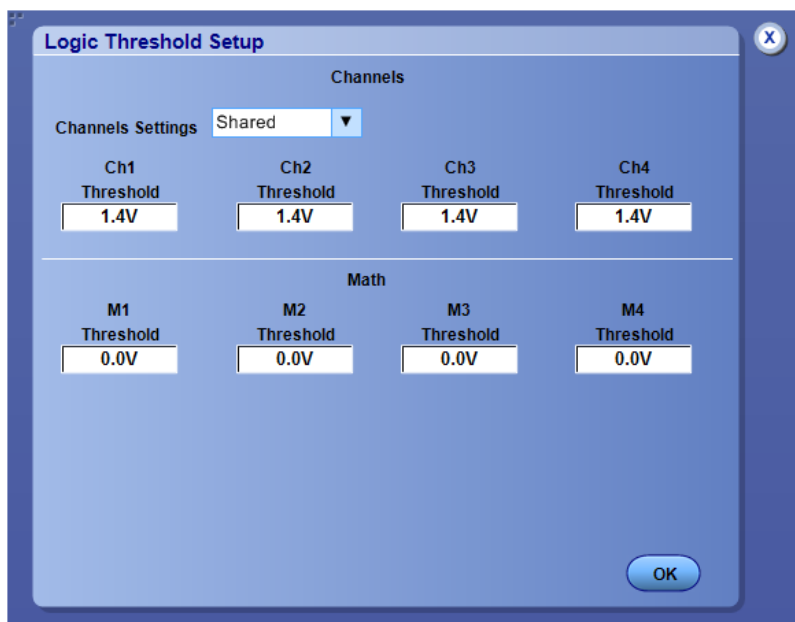 Logic Threshold Setup
X
Channels
Channels Settings Shared
Ch1 Ch2 Ch3 Ch4
Threshold Threshold Threshold Threshold
1.4V 1.4V 1.4V 1.4V
Math
M1 M2 M3 M4
Threshold Threshold Threshold Threshold
0.0V 0.0V 0.0V 0.0V
OK